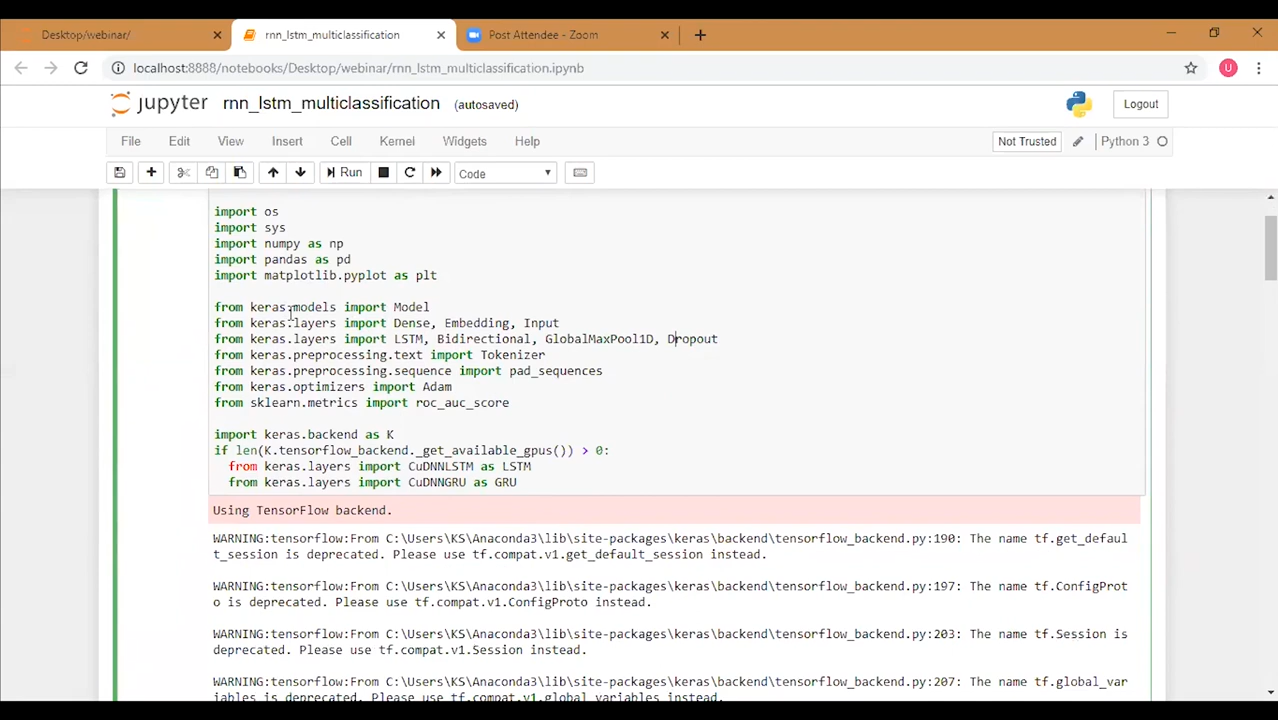 Desktop/webinar/
rnn_lstm_multiclassification
Post Attendee - Zoom
localhost:8888/notebooks/Desktop/webinar/rnn_lstm_multiclassification.ipynb
U
jupyter rnn_lstm_multiclassification (autosaved)
Logout
File Edit View Insert Cell Kernel Widgets Help
Not Trusted
Python 3
Run
Code
import os
import sys
import numpy as np
import pandas as pd
import matplotlib.pyplot as plt
from keras.models import Model
from keras.layers import Dense, Embedding, Input
from keras.layers import LSTM, Bidirectional, GlobalMaxPool1D, Dropout
from keras.preprocessing.text import Tokenizer
from keras.preprocessing.sequence import pad_sequences
from keras.optimizers import Adam
from sklearn.metrics import roc_auc_score
import keras.backend as K
if len(K.tensorflow_backend._get_available_gpus()) > 0:
from keras.layers import CuDNNLSTM as LSTM
from keras.layers import CuDNNGRU as GRU
Using TensorFlow backend.
WARNING:tensorflow:From C:\Users\KS\Anaconda3\lib\site-packages\keras\backend\tensorflow_backend.py:190: The name tf.get_defaul
t_session is deprecated. Please use tf.compat.v1.get_default_session instead.
WARNING:tensorflow:From C:\Users\KS\Anaconda3\lib\site-packages\keras\backend\tensorflow_backend.py:197: The name tf.ConfigProt
o is deprecated. Please use tf.compat.v1.ConfigProto instead.
WARNING:tensorflow:From C:\Users\KS\Anaconda3\lib\site-packages\keras\backend\tensorflow_backend.py:203: The name tf.Session is
deprecated. Please use tf.compat.v1.Session instead.
WARNING:tensorflow:From C:\Users\KS\Anaconda3\lib\site-packages\keras\backend\tensorflow_backend.py:207: The name tf.global_var
iables is deprecated. Please use tf.compat.v1.global_variables instead.